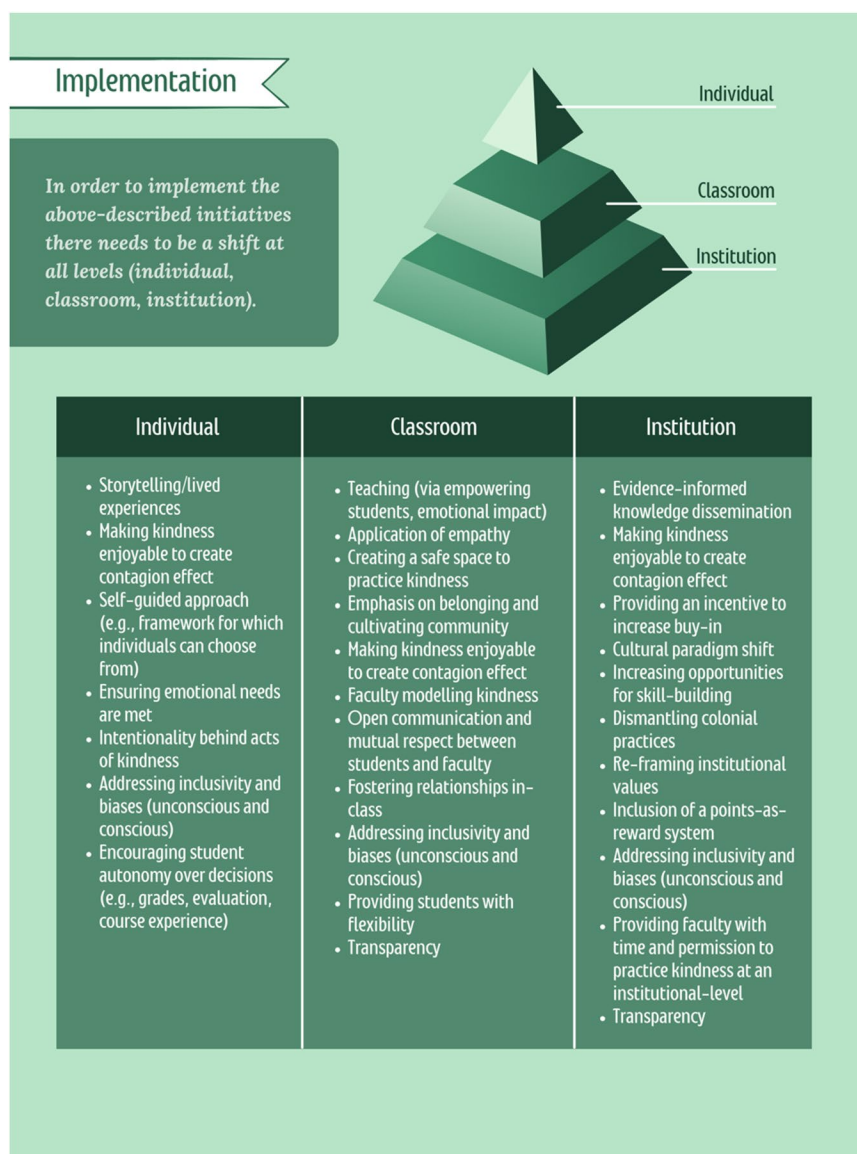 Implementation
In order to implement the
above-described initiatives
there needs to be a shift at
all levels (individual,
classroom, institution).
Individual
Classroom
Institution
Individual
• Storytelling/lived
experiences
• Making kindness
enjoyable to create
contagion effect
• Self-guided approach
(e.g., framework for which
individuals can choose
from)
• Ensuring emotional needs
are met
• Intentionality behind acts
of kindness
• Addressing inclusivity and
biases (unconscious and
conscious)
• Encouraging student
autonomy over decisions
(e.g., grades, evaluation,
course experience)
Classroom
• Teaching (via empowering
students, emotional impact)
• Application of empathy
• Creating a safe space to
practice kindness
• Emphasis on belonging and
cultivating community
• Making kindness enjoyable
to create contagion effect
• Faculty modelling kindness
• Open communication and
mutual respect between
students and faculty
• Fostering relationships in-
class
• Addressing inclusivity and
biases (unconscious and
conscious)
• Providing students with
flexibility
• Transparency
Institution
• Evidence-informed
knowledge dissemination
• Making kindness
enjoyable to create
contagion effect
• Providing an incentive to
increase buy-in
• Cultural paradigm shift
• Increasing opportunities
for skill-building
• Dismantling colonial
practices
• Re-framing institutional
values
• Inclusion of a points-as-
reward system
• Addressing inclusivity and
biases (unconscious and
conscious)
• Providing faculty with
time and permission to
practice kindness at an
institutional-level
• Transparency